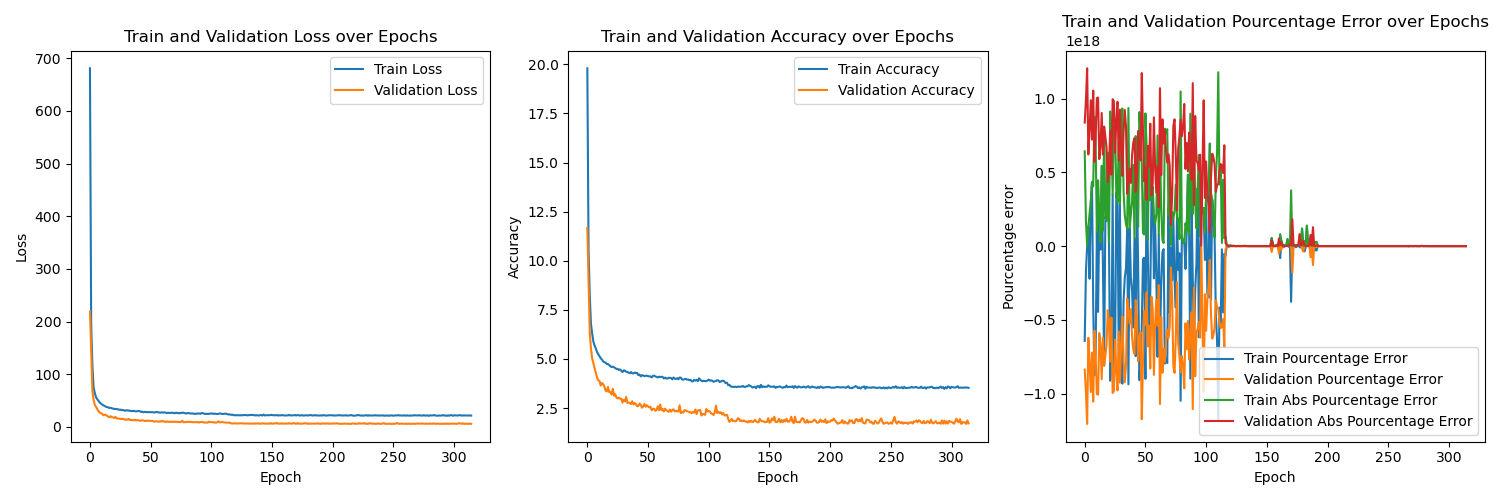 Train and Validation Loss over Epochs
700
600
500
400
300
200
100
0
Loss
0 50 100 150 200 250 300
Epoch
Train Loss
Validation Loss
Train and Validation Accuracy over Epochs
20.0
17.5
15.0
12.5
10.0
7.5
5.0
2.5
Accuracy
0 50 100 150 200 250 300
Epoch
Train Accuracy
Validation Accuracy
Train and Validation Pourcentage Error over Epochs
1e18
1.0
0.5
0.0
−0.5
−1.0
Pourcentage error
0 50 100 150 200 250 300
Epoch
Train Pourcentage Error
Validation Pourcentage Error
Train Abs Pourcentage Error
Validation Abs Pourcentage Error